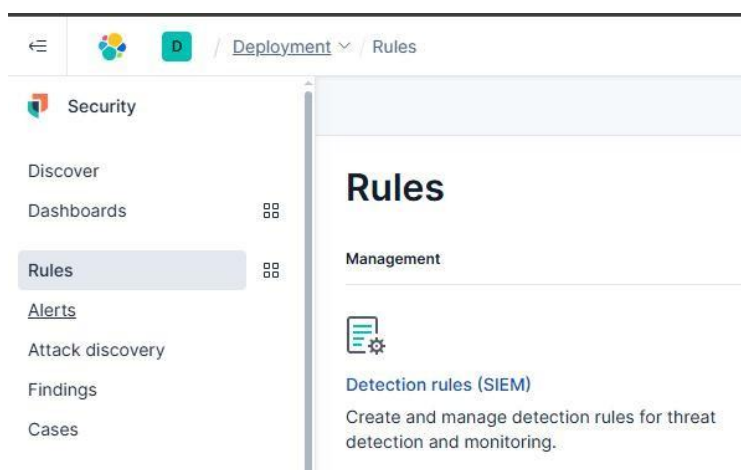 D / Deployment / Rules
Security
Discover
Dashboards
Rules
Alerts
Attack discovery
Findings
Cases
Rules
Management
Detection rules (SIEM)
Create and manage detection rules for threat
detection and monitoring.